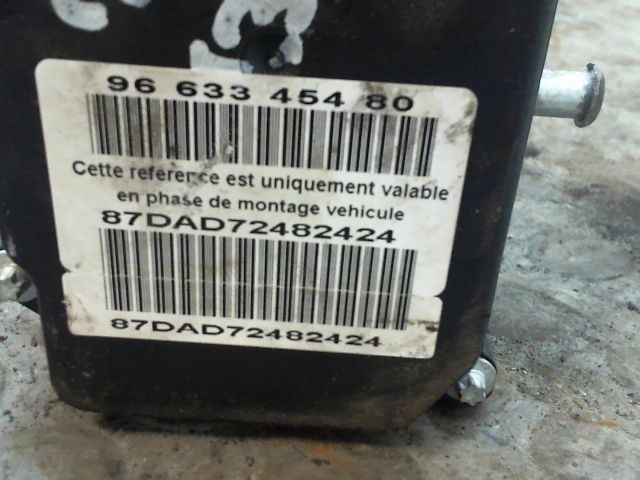 96 633 454 80
Cette reference est uniquement valable
en phase de montage vehicule
87DAD72482424
87DAD72482424